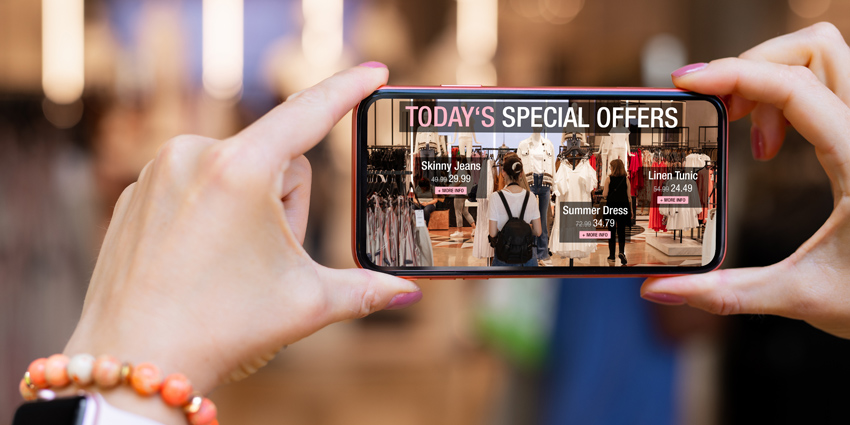 TODAY'S SPECIAL OFFERS
Skinny Jeans
49.99 29.99
+ MORE INFO
Linen Tunic
54.99 24.49
+ MORE INFO
Summer Dress
72.99 34.79
+ MORE INFO